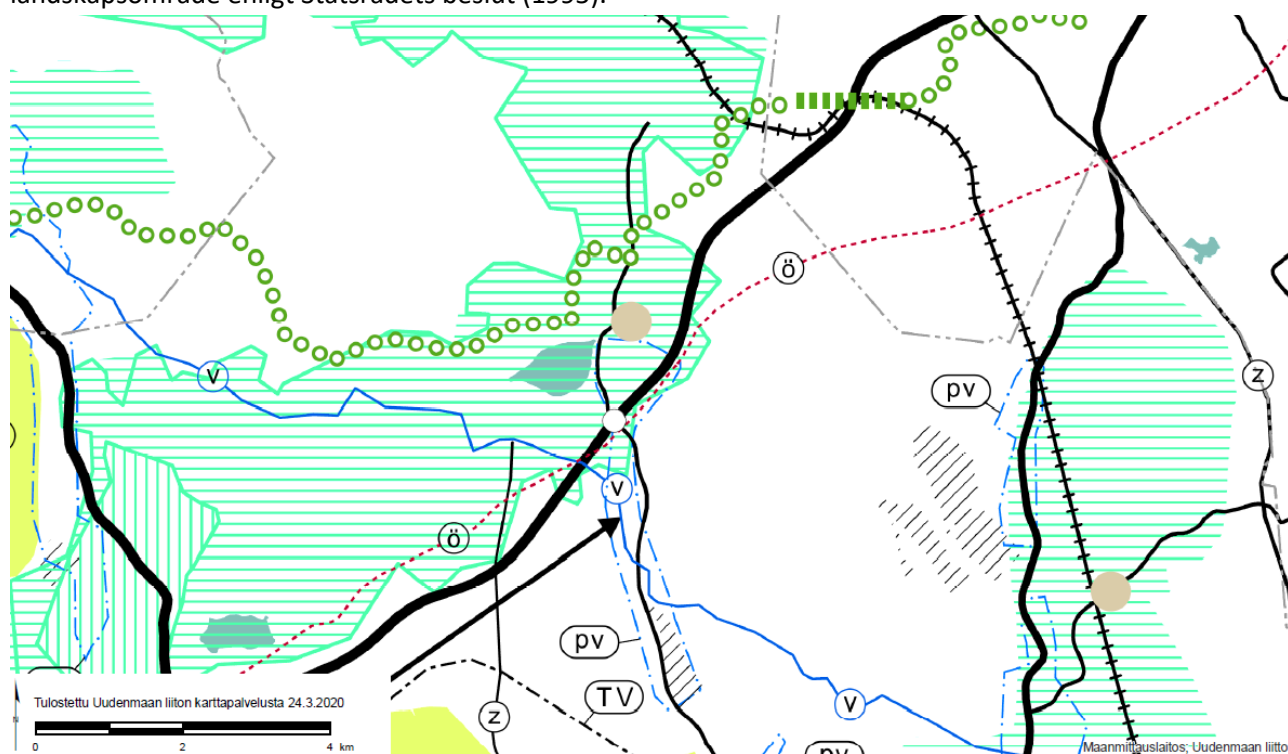 landskapsområde enligt Statsrådets beslut (1995).
ö
v
pv
z
v
ö
pv
TV
z
v
pv
Tulostettu Uudenmaan liiton karttapalvelusta 24.3.2020
0 2 4 km
Maanmittauslaitos; Uudenmaan liitto